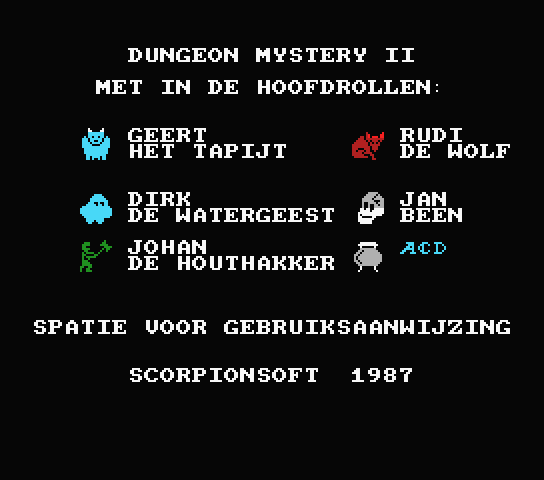 DUNGEON MYSTERY II
MET IN DE HOOFDROLLEN:
GEERT
HET TAPIJT
RUDI
DE WOLF
DIRK
DE WATERGEEST
JAN
BEEN
JOHAN
DE HOUTHAKKER
ACD
SPATIE VOOR GEBRUIKSAANWIJZING
SCORPIONSOFT 1987